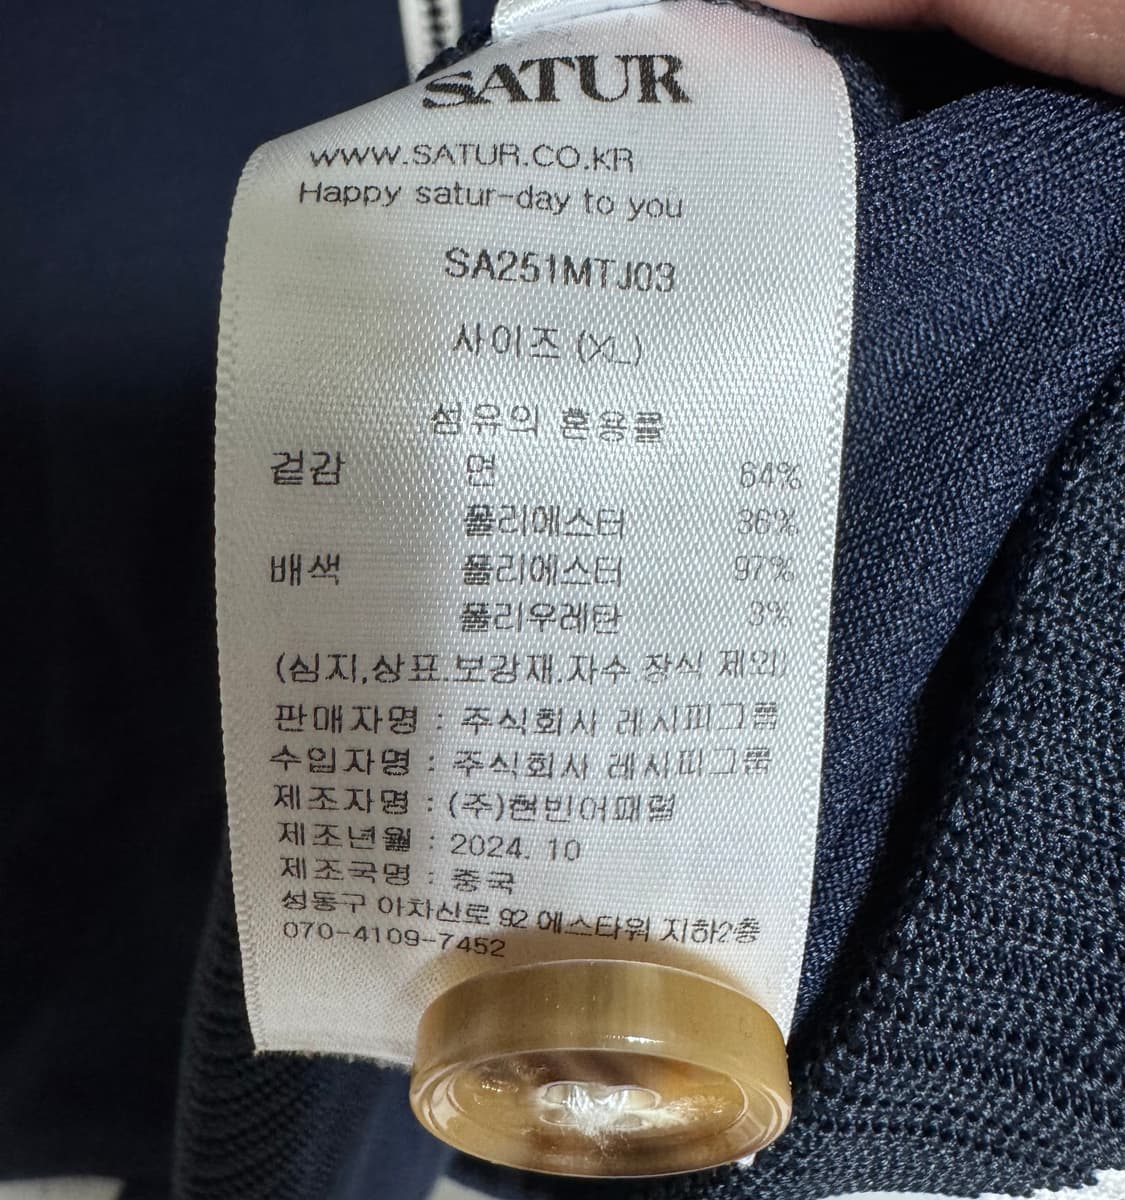 SATUR
WWW.SATUR.CO.KR
Happy satur-day to you
SA251MTJ03
사이즈 (XL)
섬유의 혼용률
겉감 면 64%
폴리에스터 36%
배색 폴리에스터 97%
폴리우레탄 3%
(심지,상표.보강재.자수 장식 제외)
판매자명 : 주식회사 레시피그룹
수입자명 : 주식회사 레시피그룹
제조자명 : (주)현빈어패럴
제조년월 : 2024. 10
제조국명 : 중국
성동구 아차산로 92 에스타워 지하2층
070-4109-7452